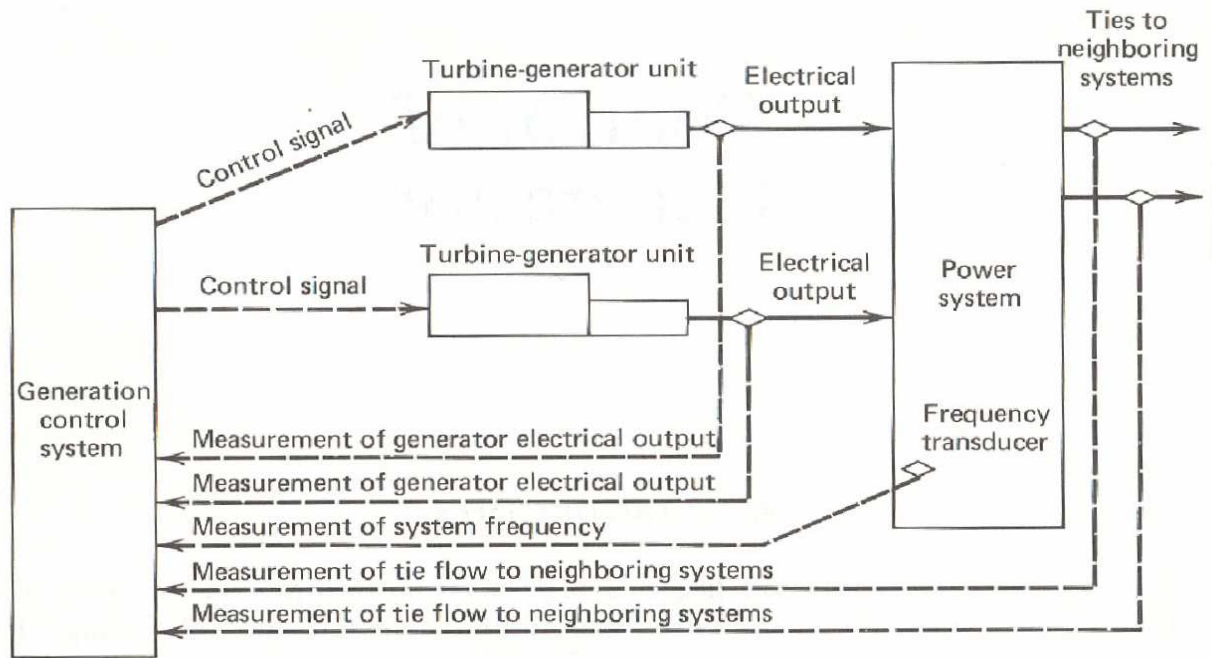 Ties to
neighboring
systems
Turbine-generator unit
Electrical
output
Control signal
Turbine-generator unit
Electrical
output
Control signal
Power
system
Generation
control
system
Frequency
transducer
Measurement of generator electrical output
Measurement of generator electrical output
Measurement of system frequency
Measurement of tie flow to neighboring systems
Measurement of tie flow to neighboring systems